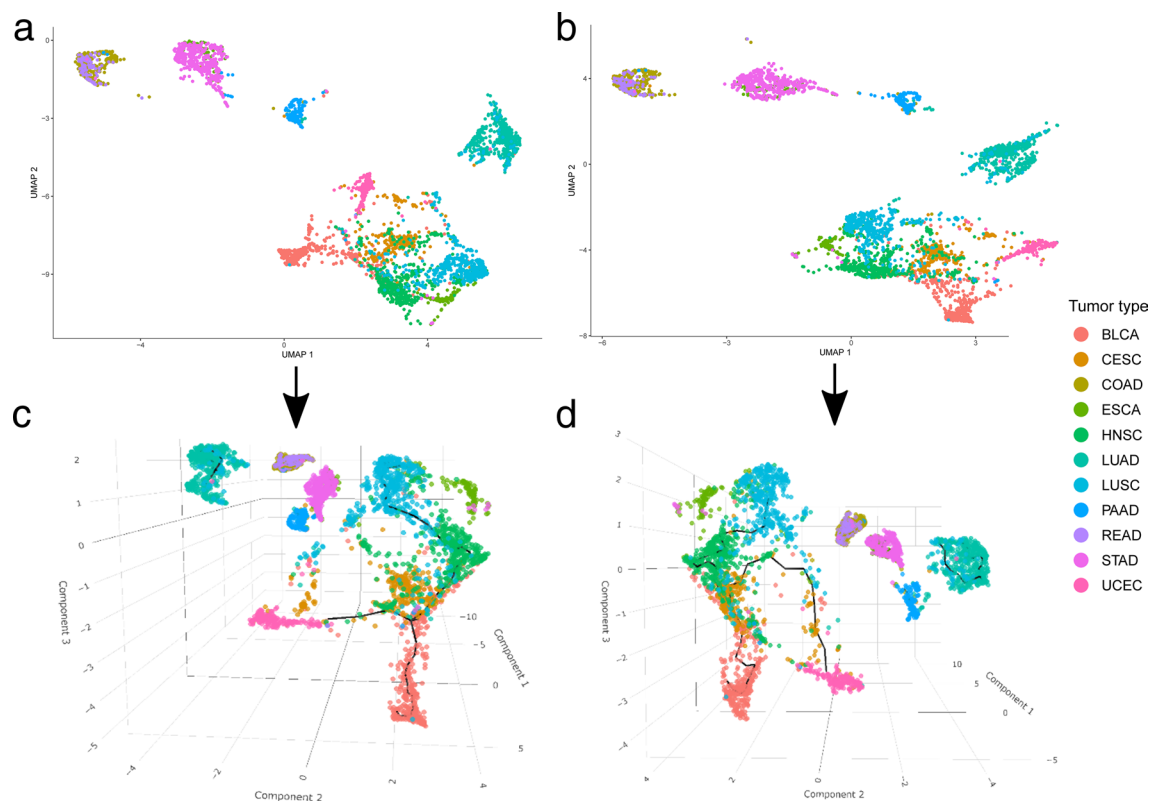 a
0
−3
−6
−9
UMAP 2
−4
0
4
UMAP 1
b
4
0
−4
−8
UMAP 2
−6
−3
0
3
UMAP 1
Tumor type
BLCA
CESC
COAD
ESCA
HNSC
LUAD
LUSC
PAAD
READ
STAD
UCEC
c
2
0
−1
−2
−3
−4
−5
Component 3
−4
−2
0
2
4
Component 2
−10
−5
0
5
Component 1
d
3
2
1
0
−1
−2
−3
−4
Component 3
4
2
0
−2
−4
Component 2
10
5
0
−5
Component 1